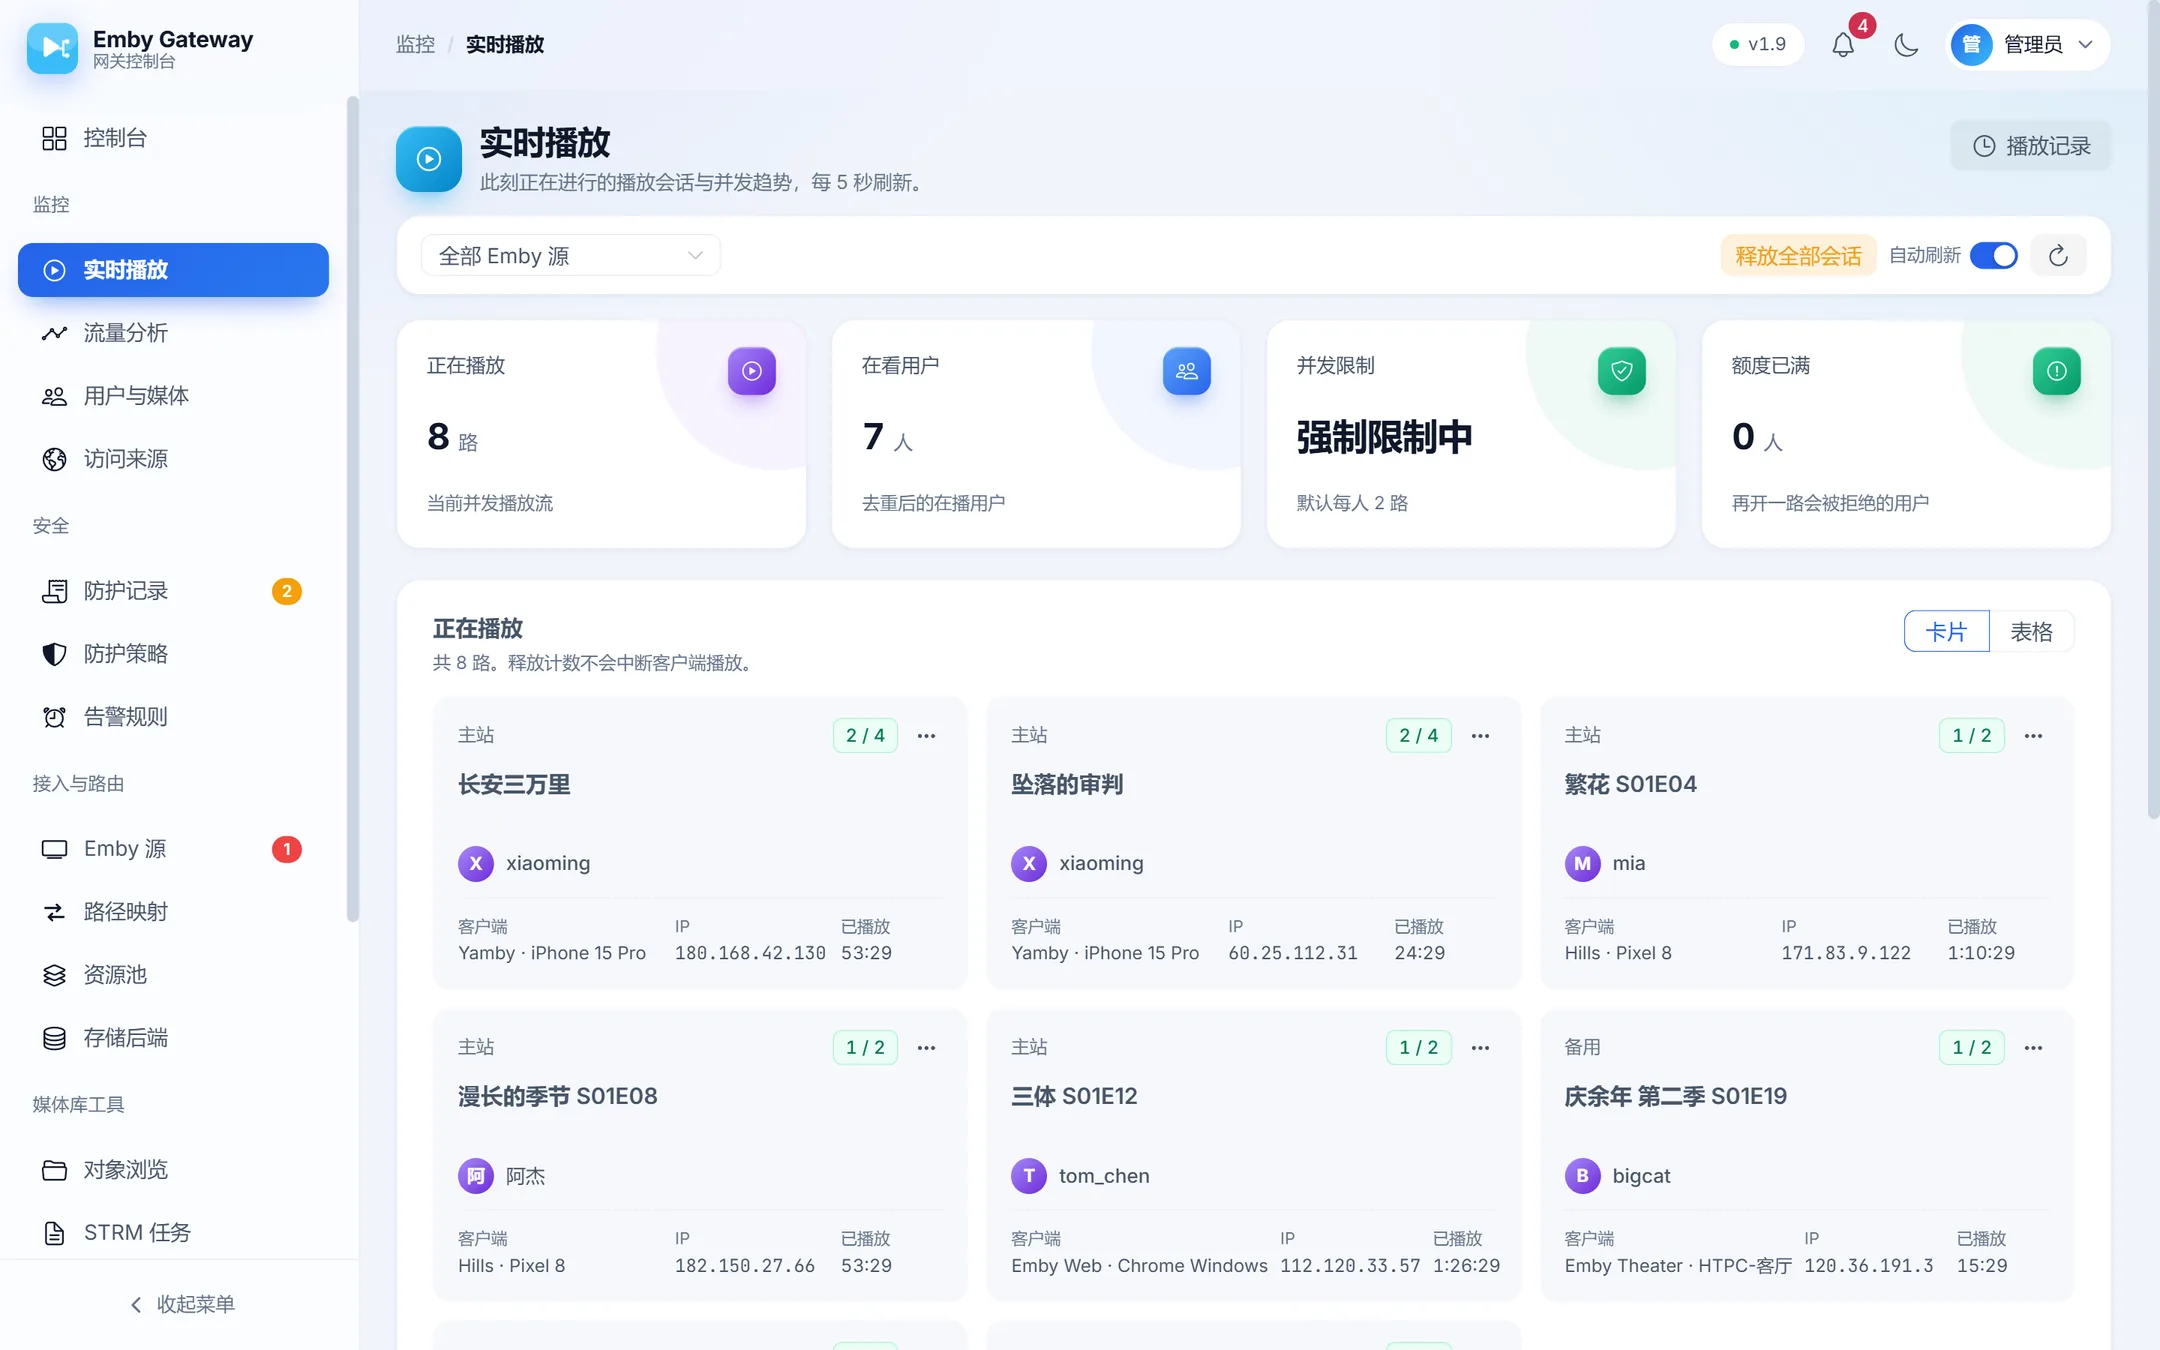 Emby Gateway
网关控制台
控制台
监控
实时播放
流量分析
用户与媒体
访问来源
安全
防护记录 2
防护策略
告警规则
接入与路由
Emby 源 1
路径映射
资源池
存储后端
媒体库工具
对象浏览
STRM 任务
收起菜单
监控 / 实时播放
v1.9
4
管 管理员
实时播放
此刻正在进行的播放会话与并发趋势，每 5 秒刷新。
播放记录
全部 Emby 源
释放全部会话 自动刷新
正在播放
8 路
当前并发播放流
在看用户
7 人
去重后的在播用户
并发限制
强制限制中
默认每人 2 路
额度已满
0 人
再开一路会被拒绝的用户
正在播放
共 8 路。释放计数不会中断客户端播放。
卡片 表格
主站 2 / 4
长安三万里
X xiaoming
客户端 IP 已播放
Yamby · iPhone 15 Pro 180.168.42.130 53:29
主站 2 / 4
坠落的审判
X xiaoming
客户端 IP 已播放
Yamby · iPhone 15 Pro 60.25.112.31 24:29
主站 1 / 2
繁花 S01E04
M mia
客户端 IP 已播放
Hills · Pixel 8 171.83.9.122 1:10:29
主站 1 / 2
漫长的季节 S01E08
阿 阿杰
客户端 IP 已播放
Hills · Pixel 8 182.150.27.66 53:29
主站 1 / 2
三体 S01E12
T tom_chen
客户端 IP 已播放
Emby Web · Chrome Windows 112.120.33.57 1:26:29
备用 1 / 2
庆余年 第二季 S01E19
B bigcat
客户端 IP 已播放
Emby Theater · HTPC-客厅 120.36.191.3 15:29